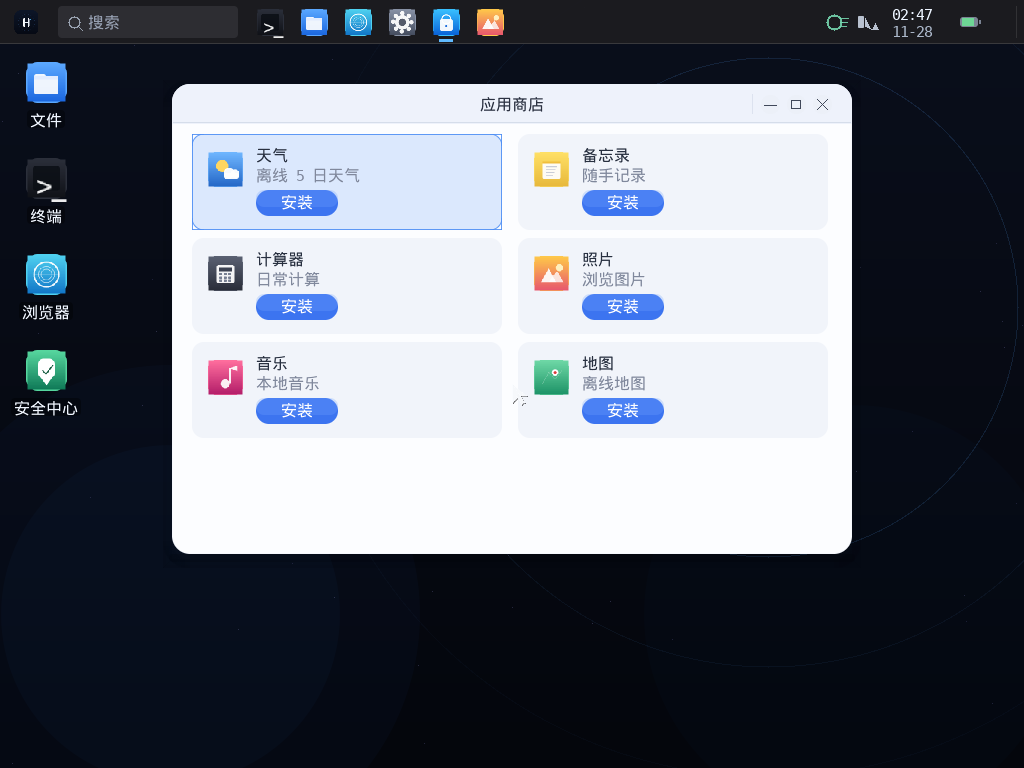 H
搜索
02:47
11-28
文件
终端
浏览器
安全中心
应用商店
天气
离线 5 日天气
安装
备忘录
随手记录
安装
计算器
日常计算
安装
照片
浏览图片
安装
音乐
本地音乐
安装
地图
离线地图
安装